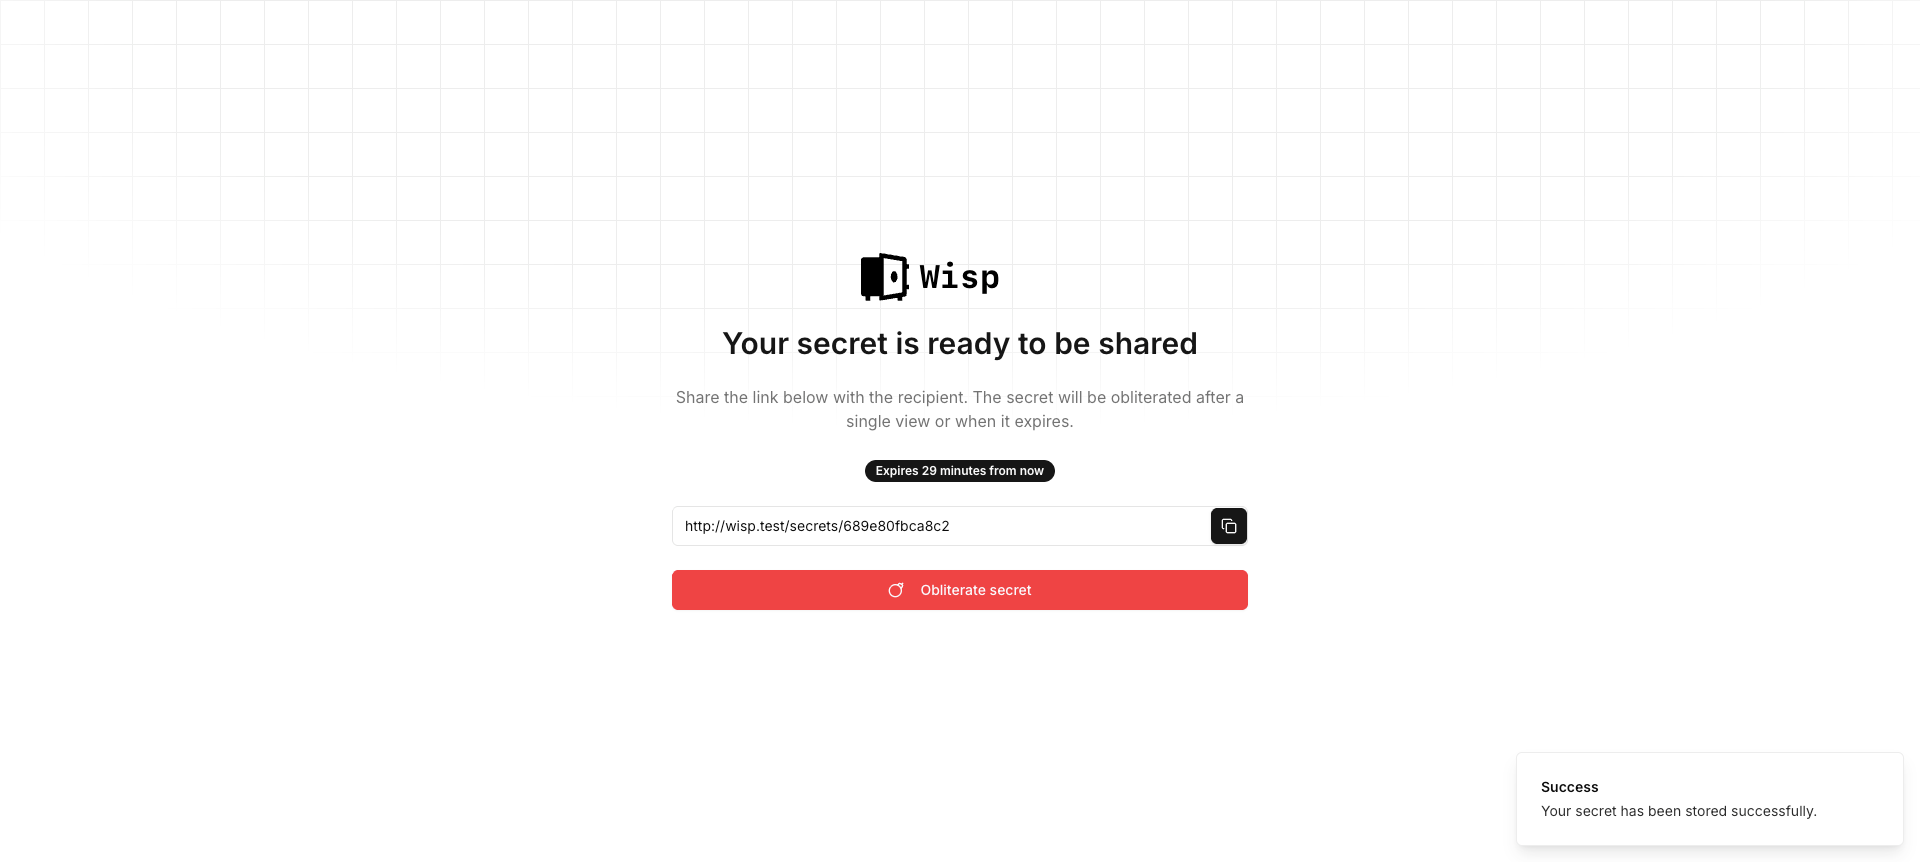 Wisp
Your secret is ready to be shared
Share the link below with the recipient. The secret will be obliterated after a
single view or when it expires.
Expires 29 minutes from now
http://wisp.test/secrets/689e80fbca8c2
Obliterate secret
Success
Your secret has been stored successfully.